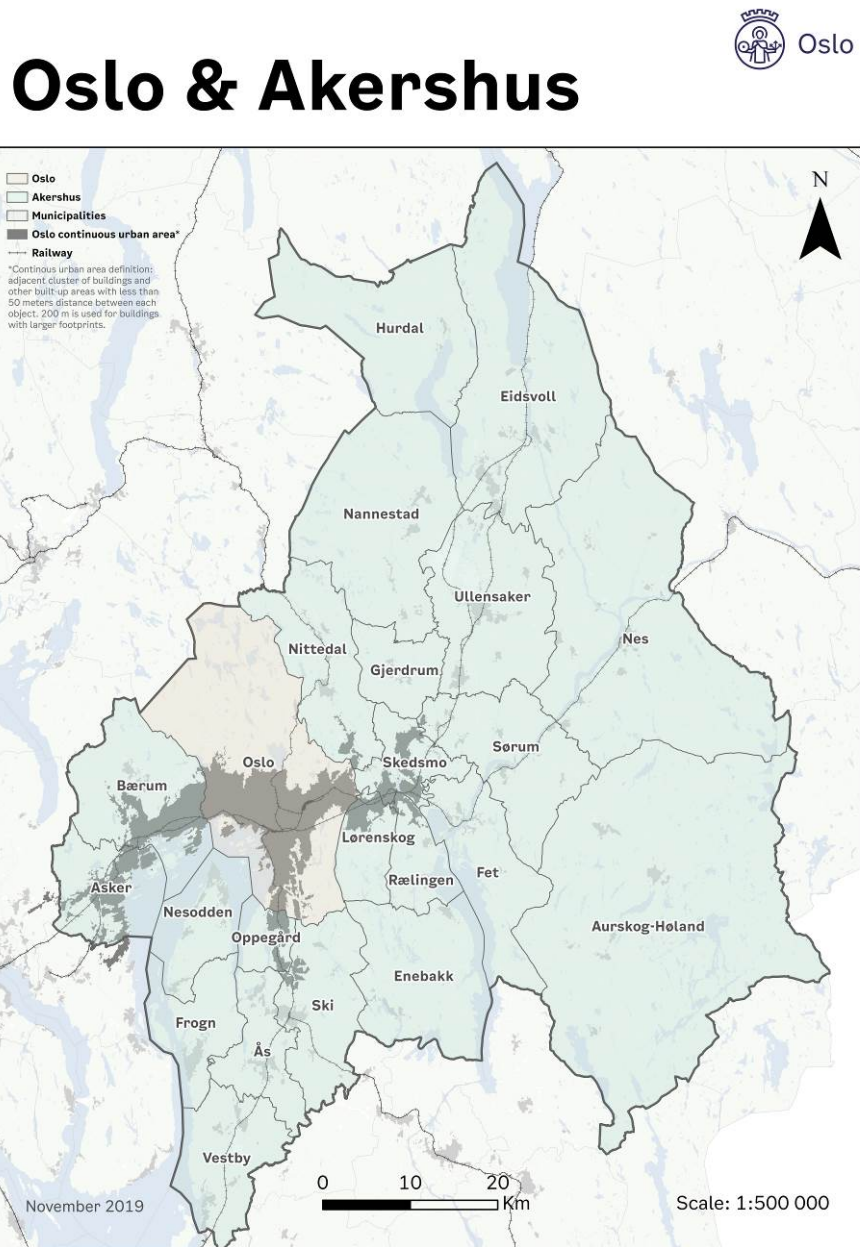 Oslo
Oslo & Akershus
Oslo
Akershus
Municipalities
Oslo continuous urban area*
Railway
*Continous urban area definition:
adjacent cluster of buildings and
other built-up areas with less than
50 meters distance between each
object. 200 m is used for buildings
with larger footprints.
N
Hurdal
Eidsvoll
Nannestad
Ullensaker
Nes
Nittedal
Gjerdrum
Sørum
Oslo
Skedsmo
Bærum
Lørenskog
Fet
Rælingen
Asker
Nesodden
Aurskog-Høland
Oppegård
Enebakk
Ski
Frogn
Ås
Vestby
0 10 20
Km
November 2019
Scale: 1:500 000